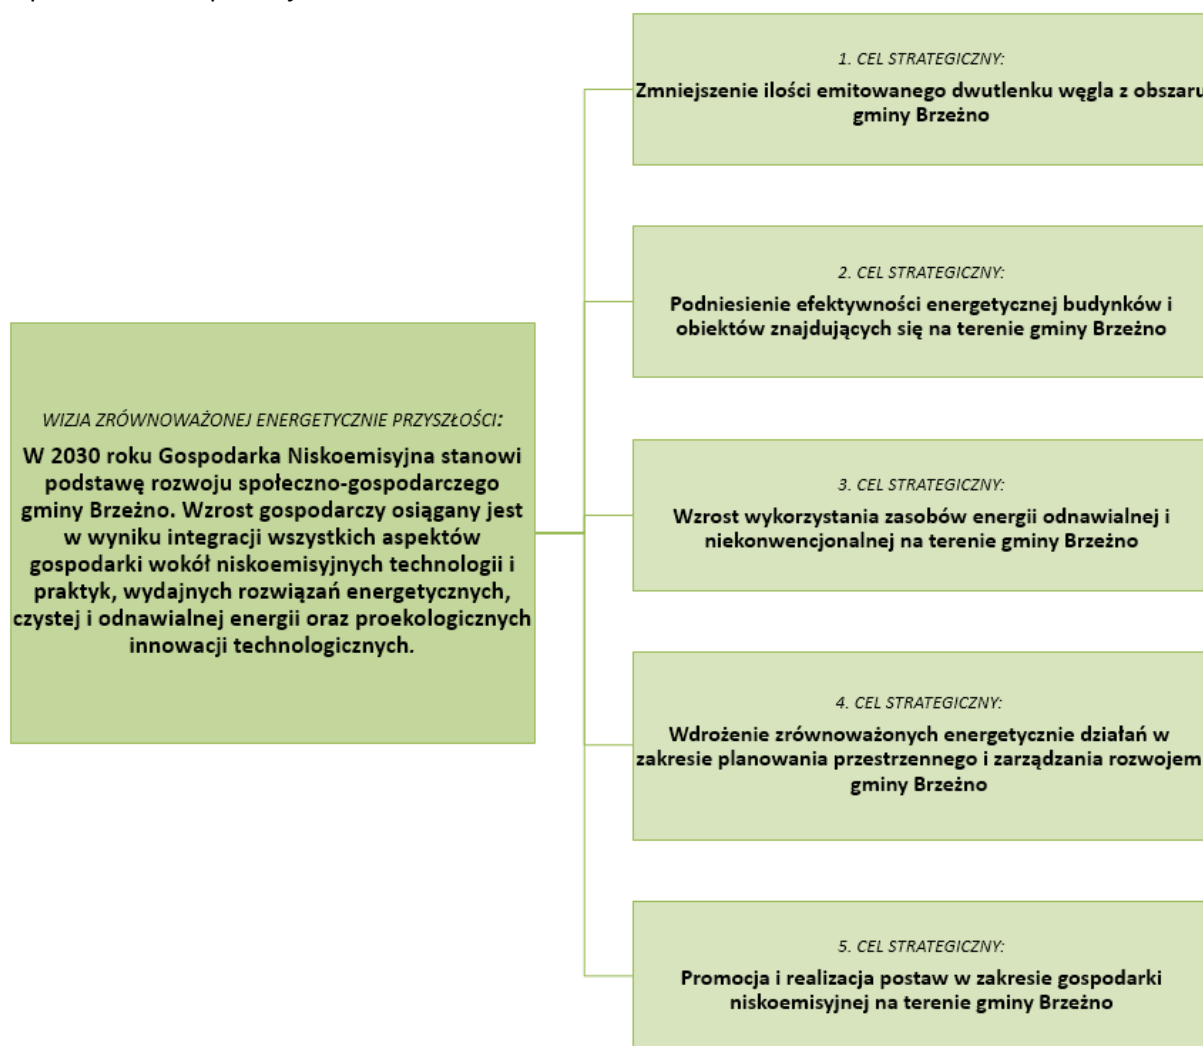 WIZJA ZRÓWNOWAŻONEJ ENERGETYCZNIE PRZYSZŁOŚCI:
W 2030 roku Gospodarka Niskoemisyjna stanowi
podstawę rozwoju społeczno-gospodarczego
gminy Brzeżno. Wzrost gospodarczy osiągany jest
w wyniku integracji wszystkich aspektów
gospodarki wokół niskoemisyjnych technologii i
praktyk, wydajnych rozwiązań energetycznych,
czystej i odnawialnej energii oraz proekologicznych
innowacji technologicznych.
1. CEL STRATEGICZNY:
Zmniejszenie ilości emitowanego dwutlenku węgla z obszaru
gminy Brzeżno
2. CEL STRATEGICZNY:
Podniesienie efektywności energetycznej budynków i
obiektów znajdujących się na terenie gminy Brzeżno
3. CEL STRATEGICZNY:
Wzrost wykorzystania zasobów energii odnawialnej i
niekonwencjonalnej na terenie gminy Brzeżno
4. CEL STRATEGICZNY:
Wdrożenie zrównoważonych energetycznie działań w
zakresie planowania przestrzennego i zarządzania rozwojem
gminy Brzeżno
5. CEL STRATEGICZNY:
Promocja i realizacja postaw w zakresie gospodarki
niskoemisyjnej na terenie gminy Brzeżno